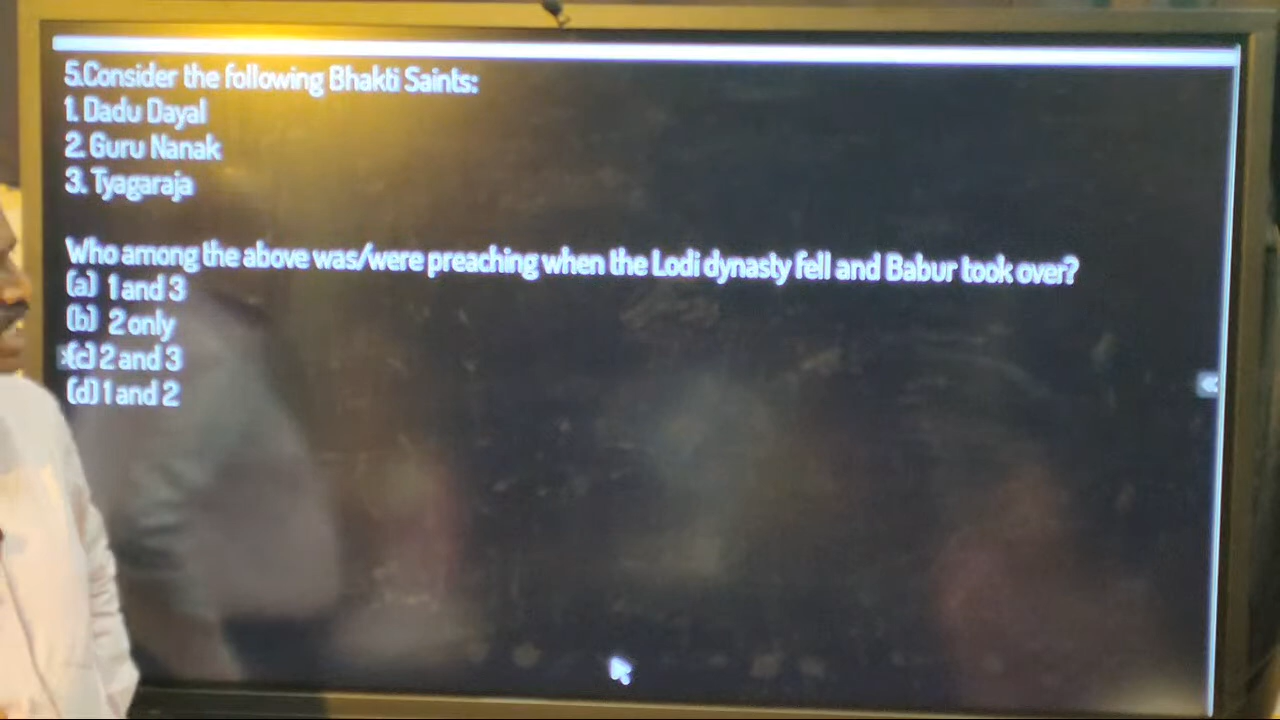 5.Consider the following Bhakti Saints:
1. Dadu Dayal
2. Guru Nanak
3. Tyagaraja
Who among the above was/were preaching when the Lodi dynasty fell and Babur took over?
(a) 1 and 3
(b) 2 only
(c) 2 and 3
(d) 1 and 2